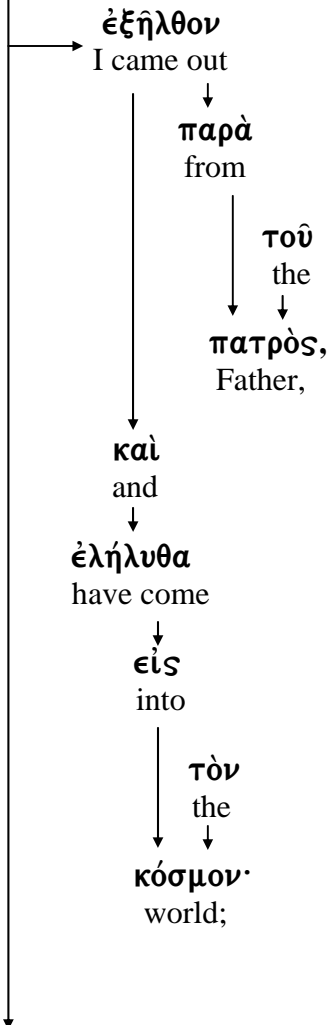 ἐξῆλθον
I came out
παρὰ
from
τοῦ
the
πατρὸς,
Father,
καὶ
and
ἐλήλυθα
have come
εἰς
into
τὸν
the
κόσμον·
world;